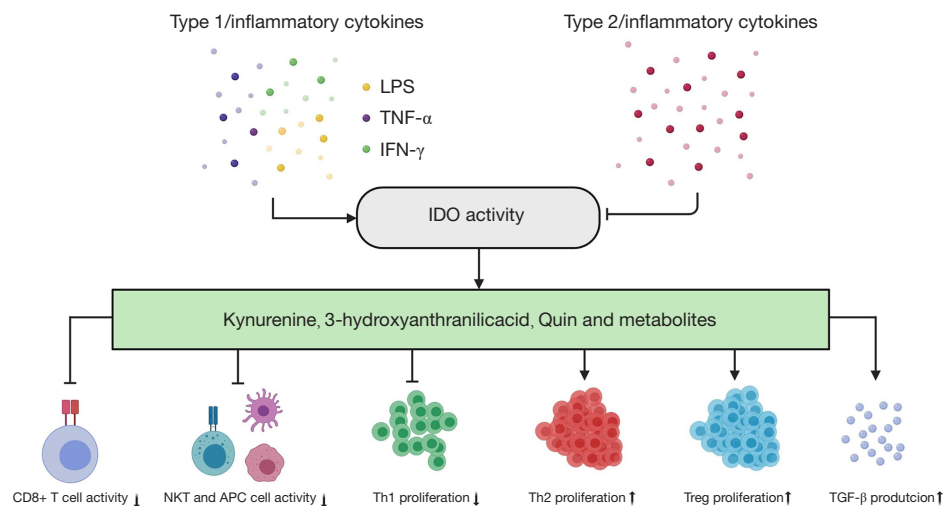 Type 1/inflammatory cytokines
Type 2/inflammatory cytokines
LPS
TNF-α
IFN-γ
IDO activity
Kynurenine, 3-hydroxyanthranilicacid, Quin and metabolites
CD8+ T cell activity ↓
NKT and APC cell activity ↓
Th1 proliferation ↓
Th2 proliferation ↑
Treg proliferation ↑
TGF-β produtcion ↑